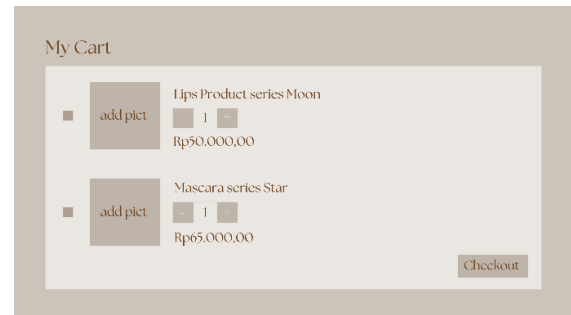 My Cart
Lips Product series Moon
add pict
- 1 +
Rp50.000,00
Mascara series Star
add pict
- 1 +
Rp65.000,00
Checkout